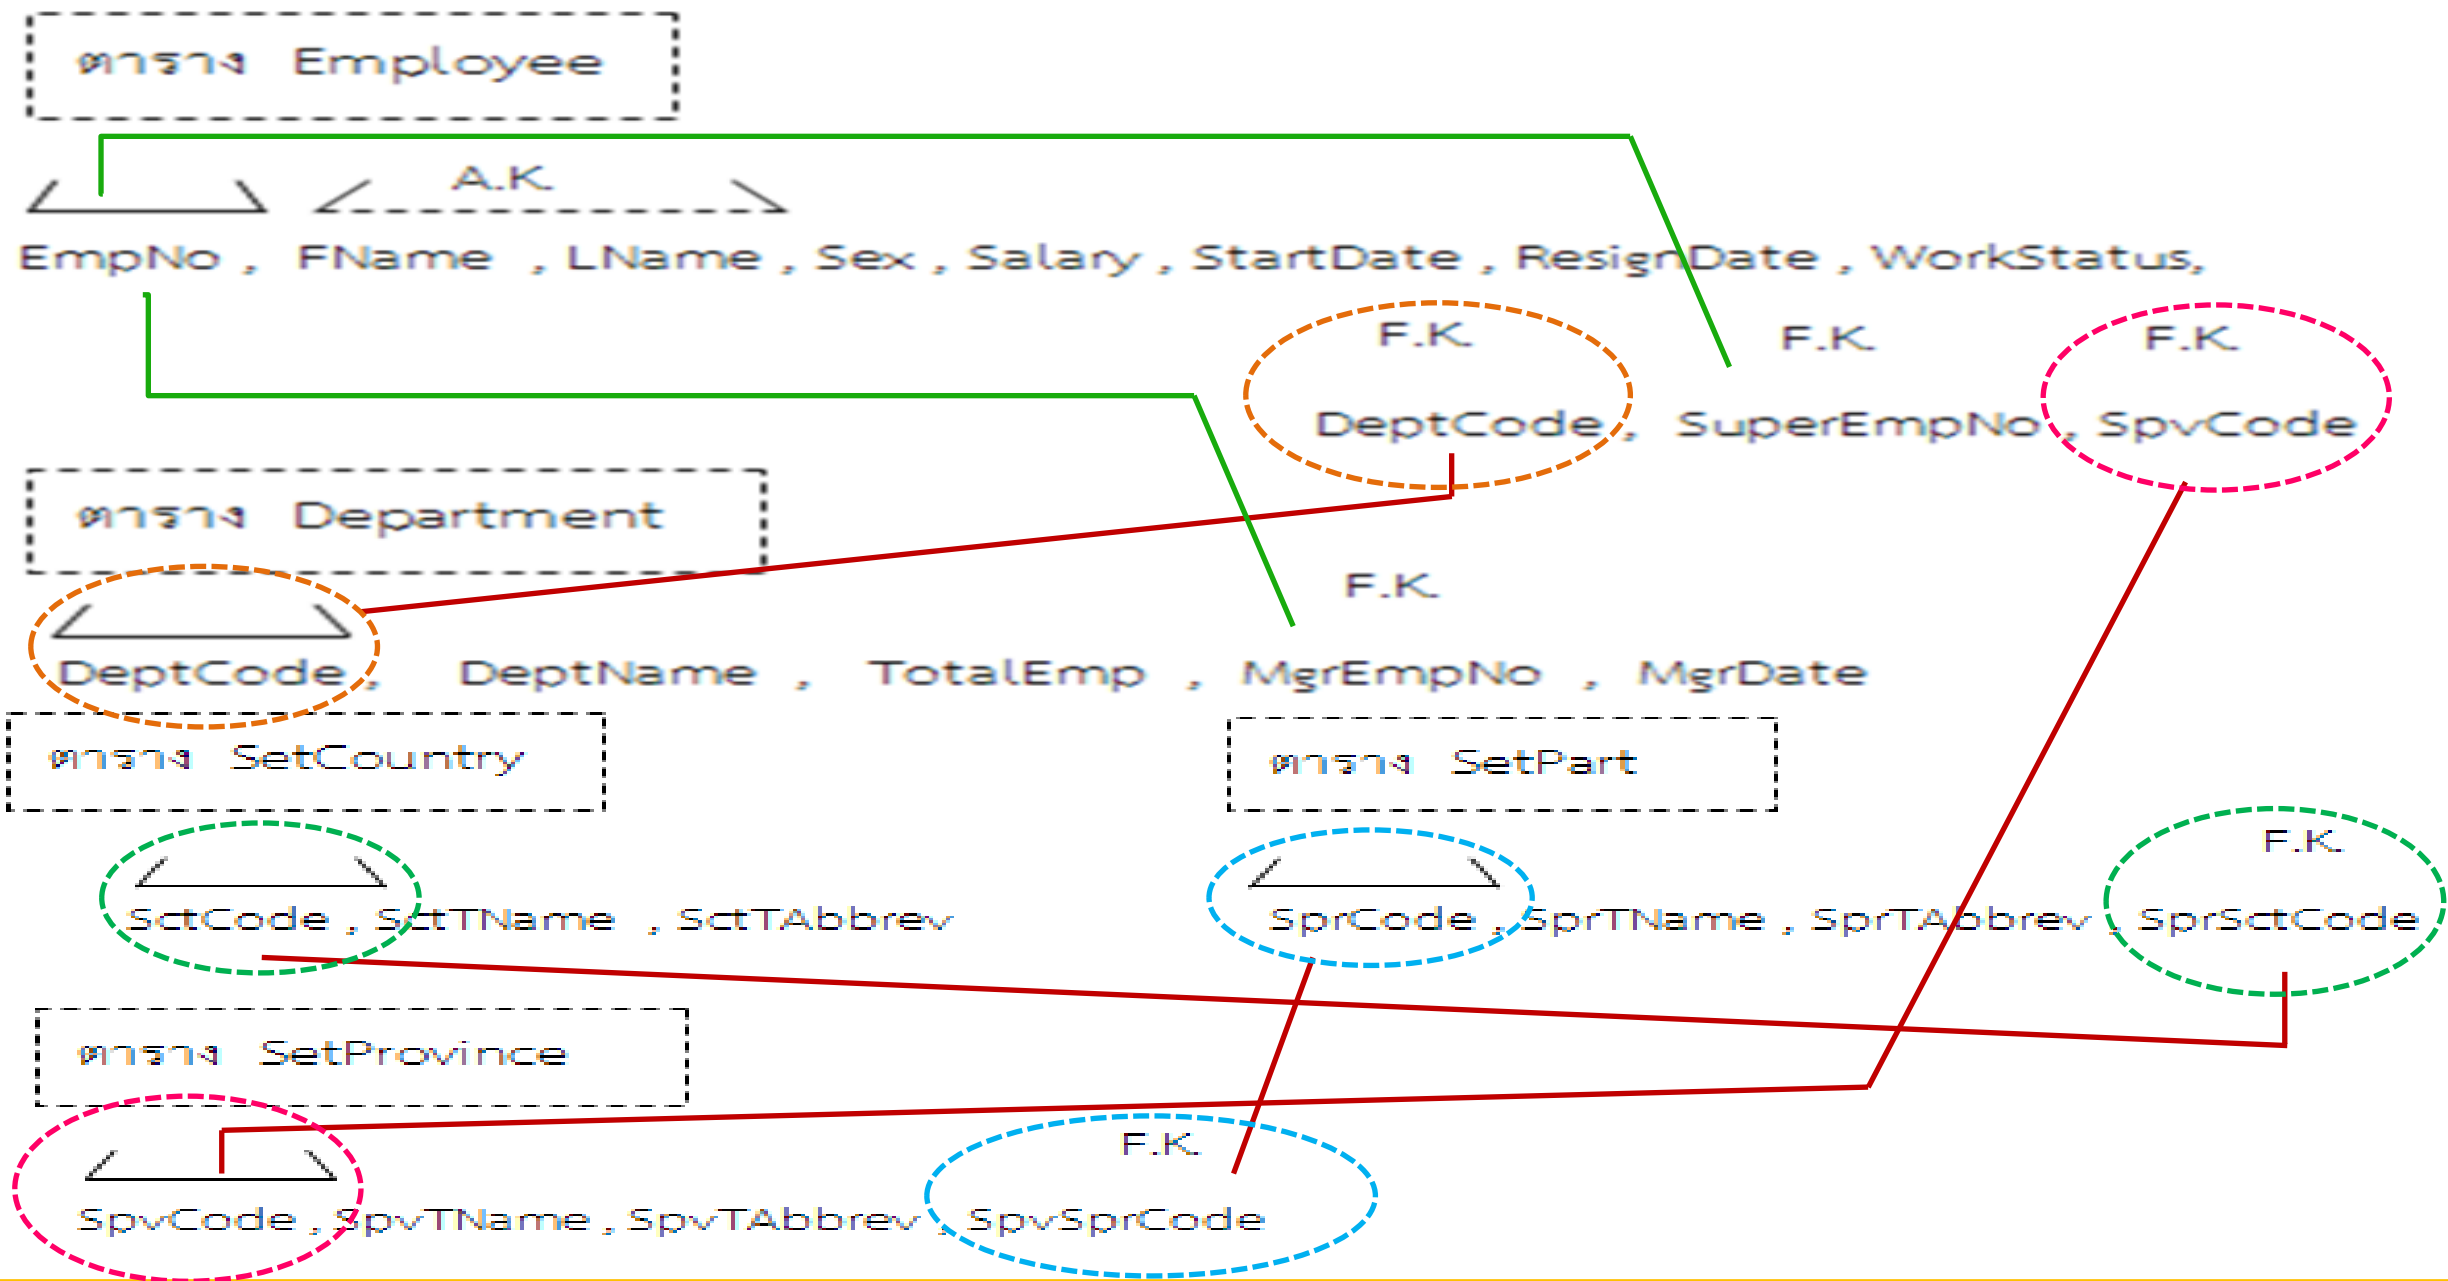 ตาราง Employee
A.K.
EmpNo , FName , LName , Sex , Salary , StartDate , ResignDate , WorkStatus,
F.K. F.K. F.K.
DeptCode , SuperEmpNo , SpvCode
ตาราง Department
F.K.
DeptCode , DeptName , TotalEmp , MgrEmpNo , MgrDate
ตาราง SetCountry
ตาราง SetPart
F.K.
SctCode , SctTName , SctTAbbrev
SprCode , SprTName , SprTAbbrev , SprSctCode
ตาราง SetProvince
F.K.
SpvCode , SpvTName , SpvTAbbrev , SpvSprCode